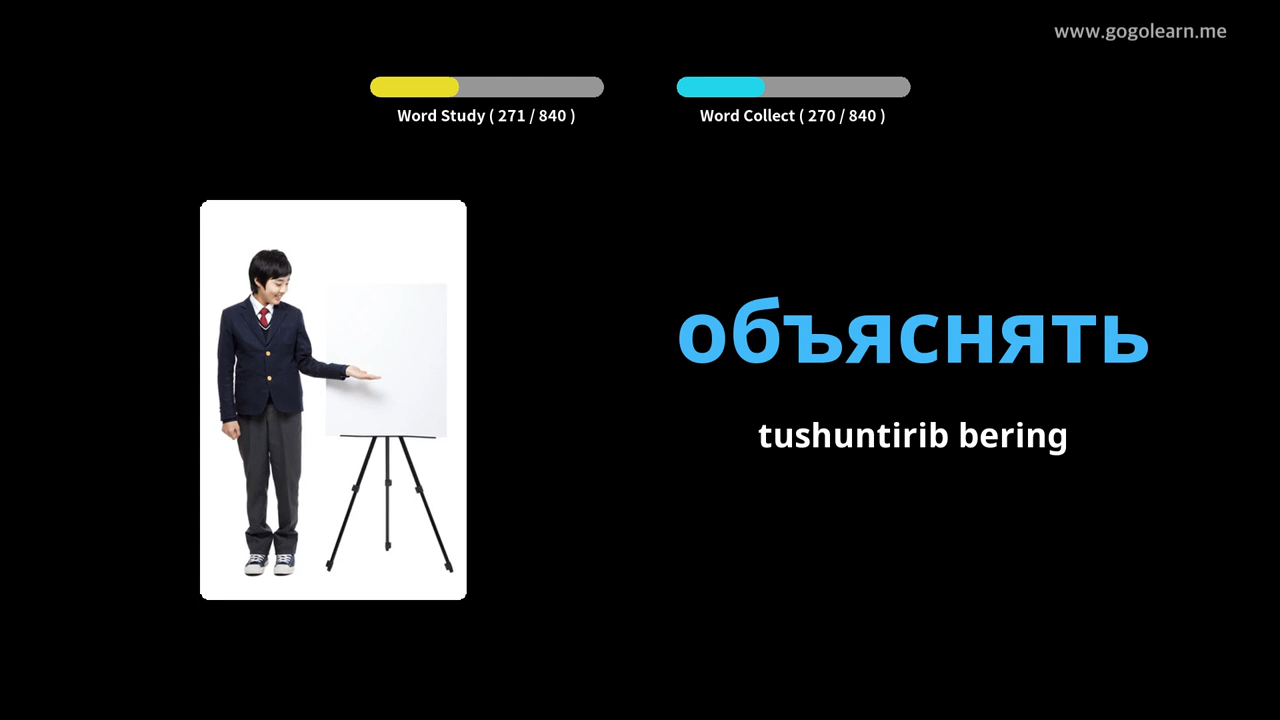 www.gogolearn.me
Word Study ( 271 / 840 )
Word Collect ( 270 / 840 )
объяснять
tushuntirib bering